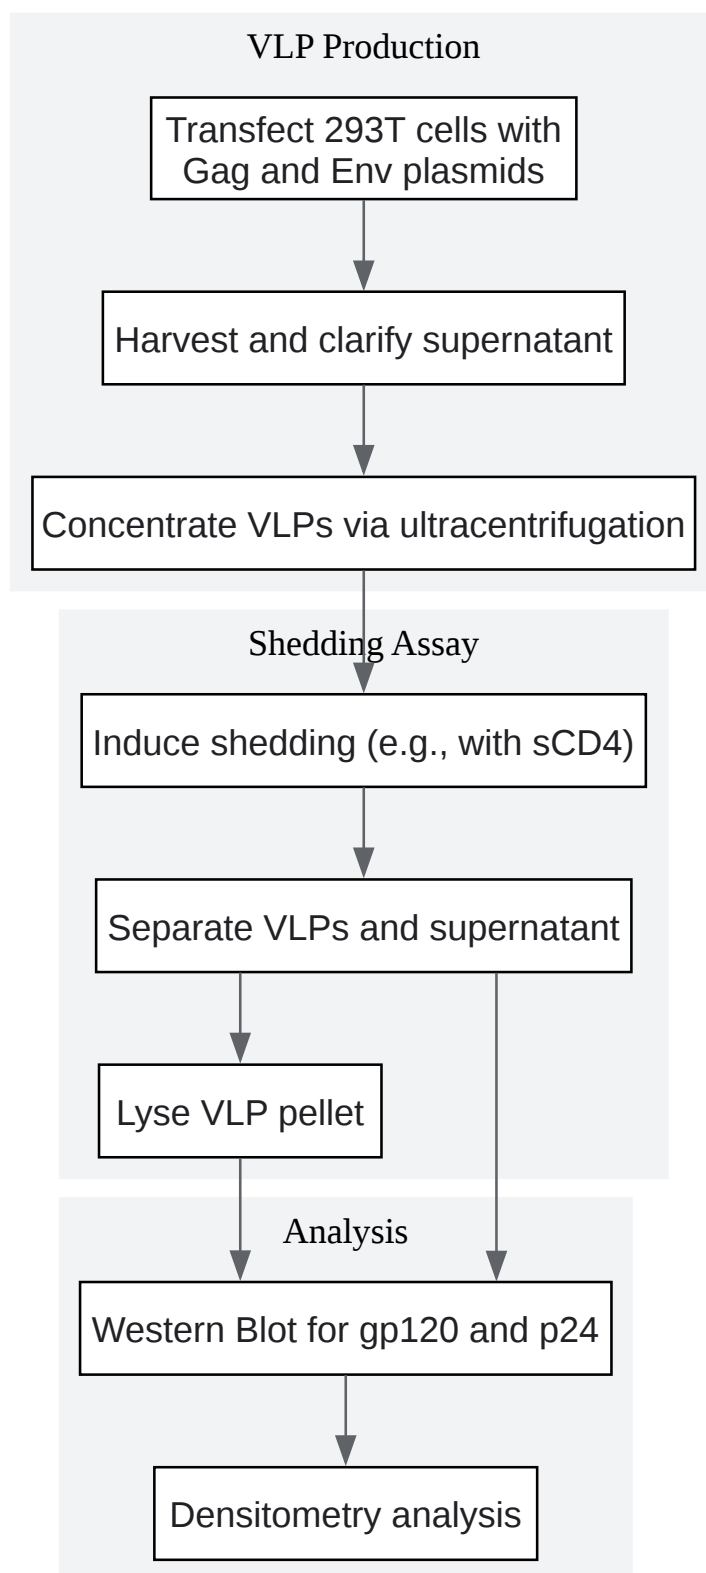 VLP Production
Transfect 293T cells with
Gag and Env plasmids
Harvest and clarify supernatant
Concentrate VLPs via ultracentrifugation
Shedding Assay
Induce shedding (e.g., with sCD4)
Separate VLPs and supernatant
Lyse VLP pellet
Analysis
Western Blot for gp120 and p24
Densitometry analysis